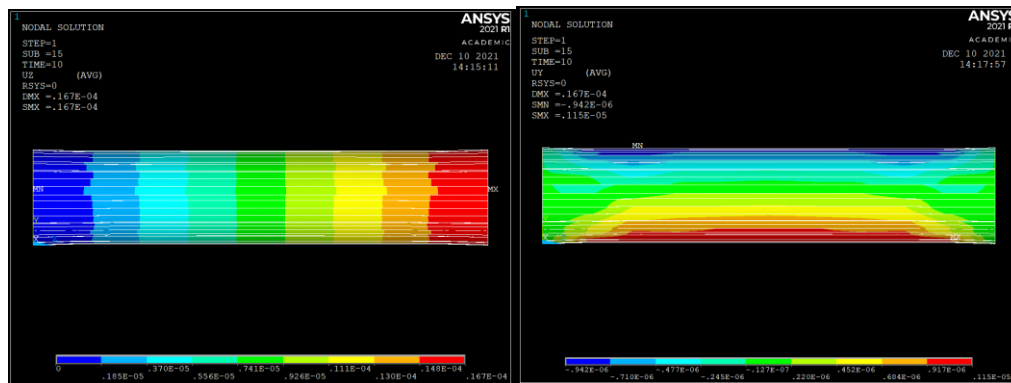 1
NODAL SOLUTION
STEP=1
SUB =15
TIME=10
UZ (AVG)
RSYS=0
DMX =.167E-04
SMX =.167E-04
ANSYS
2021 R1
ACADEMIC
DEC 10 2021
14:15:11
MN
MX
Y
X
0 .370E-05 .741E-05 .111E-04 .148E-04
.185E-05 .556E-05 .926E-05 .130E-04 .167E-04
1
NODAL SOLUTION
STEP=1
SUB =15
TIME=10
UY (AVG)
RSYS=0
DMX =.167E-04
SMN =-.942E-06
SMX =.115E-05
ANSYS
2021 R1
ACADEMIC
DEC 10 2021
14:17:57
MN
Y
MX
X
-.942E-06 -.477E-06 -.127E-07 .452E-06 .917E-06
-.710E-06 -.245E-06 .220E-06 .684E-06 .115E-05